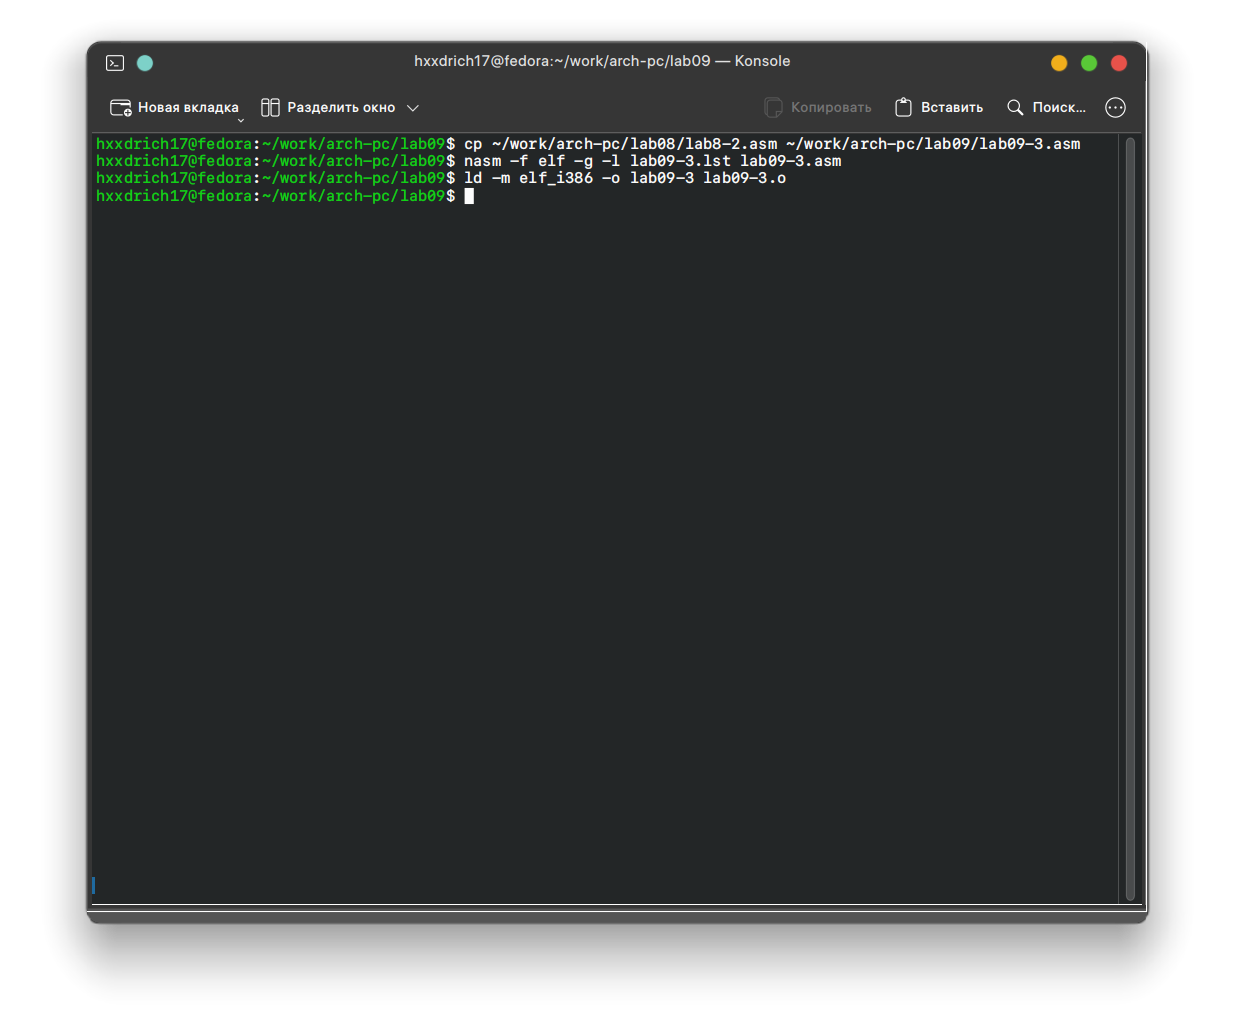 hxxdrich17@fedora:~/work/arch-pc/lab09 — Konsole
Новая вкладка Разделить окно Копировать Вставить Поиск...
hxxdrich17@fedora:~/work/arch-pc/lab09$ cp ~/work/arch-pc/lab08/lab8-2.asm ~/work/arch-pc/lab09/lab09-3.asm
hxxdrich17@fedora:~/work/arch-pc/lab09$ nasm -f elf -g -l lab09-3.lst lab09-3.asm
hxxdrich17@fedora:~/work/arch-pc/lab09$ ld -m elf_i386 -o lab09-3 lab09-3.o
hxxdrich17@fedora:~/work/arch-pc/lab09$